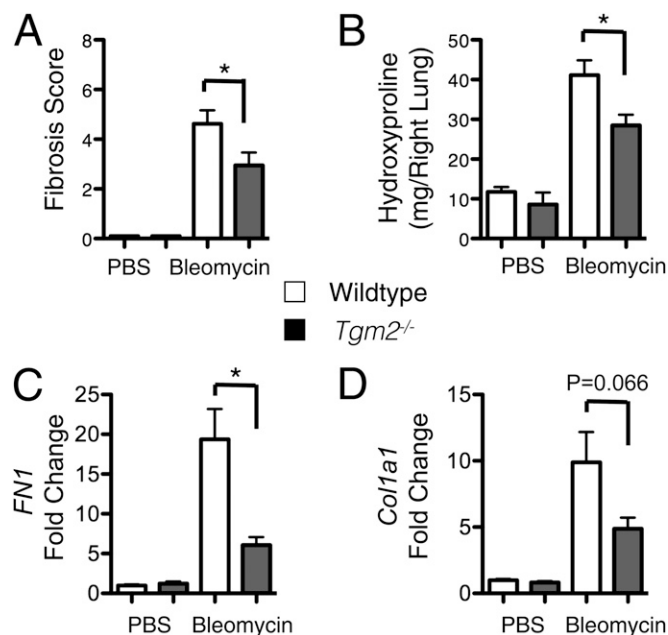 A
Fibrosis Score
8
6
4
2
0
*
PBS Bleomycin
B
Hydroxyproline
(mg/Right Lung)
50
40
30
20
10
0
*
PBS Bleomycin
Wildtype
Tgm2-/-
C
FN1
Fold Change
25
20
15
10
5
0
*
PBS Bleomycin
D
Col1a1
Fold Change
15
10
5
0
P=0.066
PBS Bleomycin